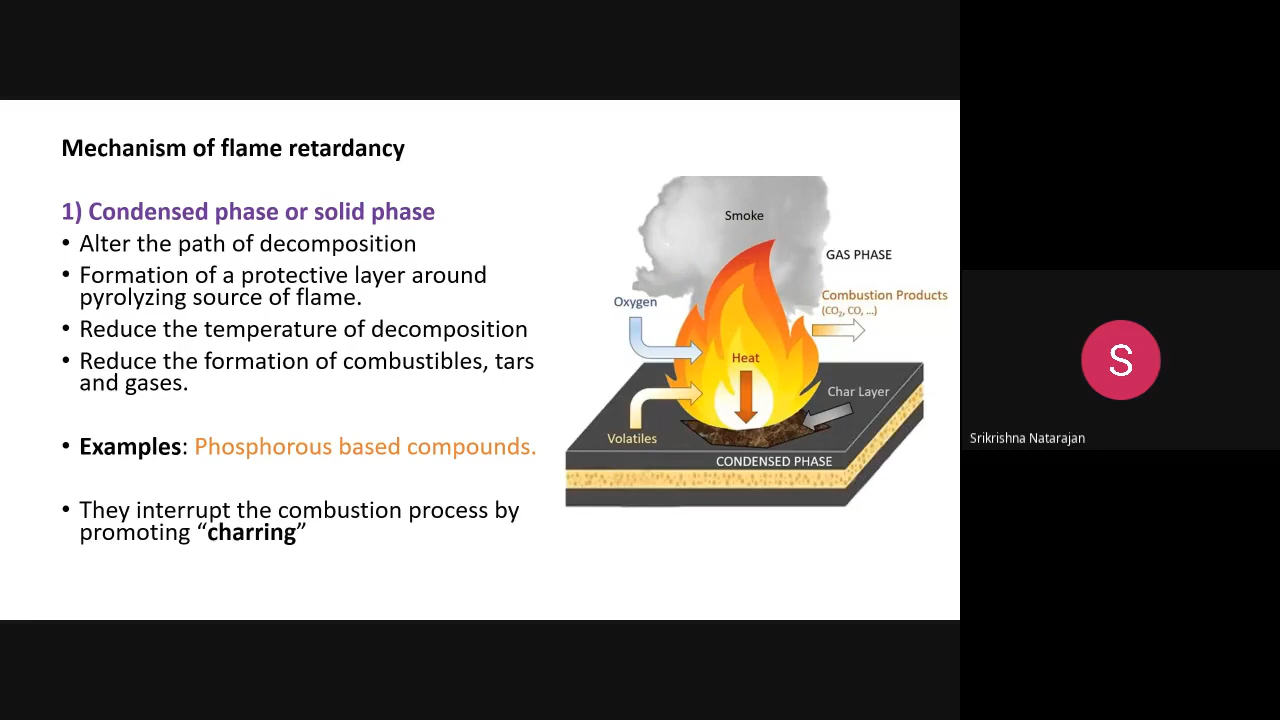 Mechanism of flame retardancy
1) Condensed phase or solid phase
• Alter the path of decomposition
• Formation of a protective layer around
pyrolyzing source of flame.
• Reduce the temperature of decomposition
• Reduce the formation of combustibles, tars
and gases.
• Examples: Phosphorous based compounds.
• They interrupt the combustion process by
promoting “charring”
Smoke
GAS PHASE
Oxygen
Combustion Products
(CO₂, CO, ...)
Heat
Char Layer
Volatiles
CONDENSED PHASE
S
Srikrishna Natarajan